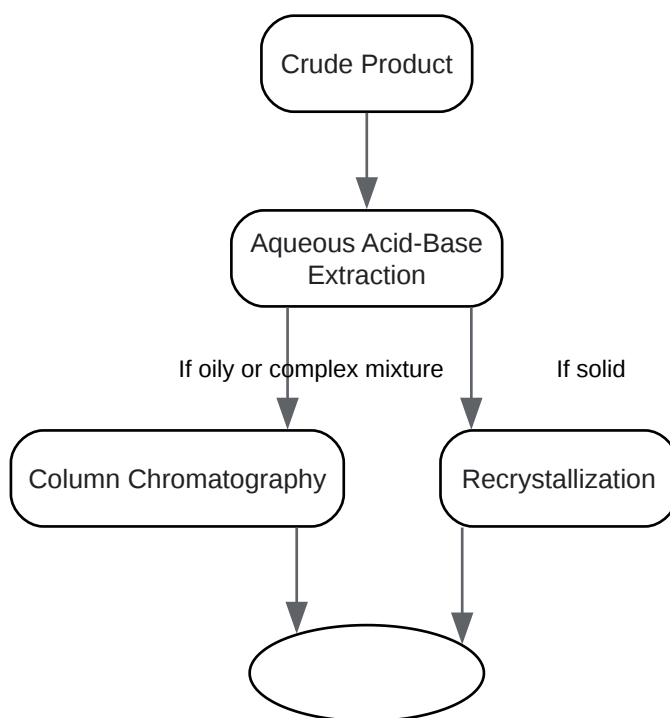 Crude Product
Aqueous Acid-Base
Extraction
If oily or complex mixture
If solid
Column Chromatography
Recrystallization